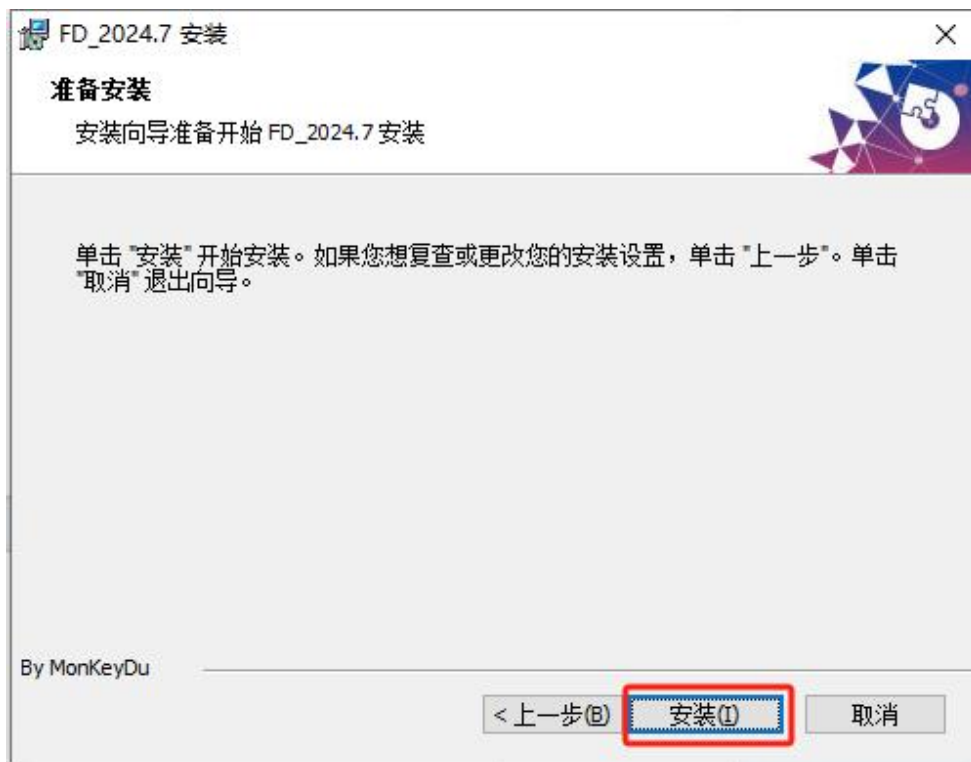 FD_2024.7 安装
准备安装
安装向导准备开始 FD_2024.7 安装
单击 "安装" 开始安装。如果您想复查或更改您的安装设置，单击 "上一步"。单击
"取消" 退出向导。
By MonKeyDu
< 上一步(B)
安装(I)
取消